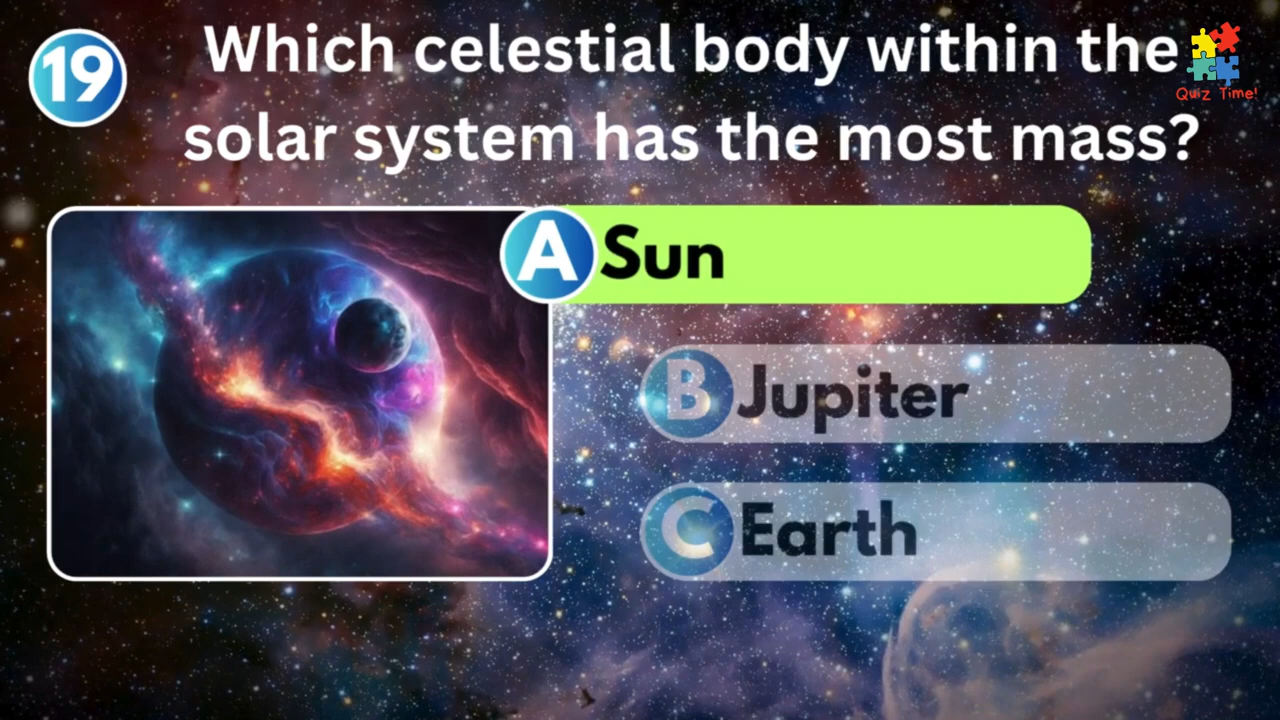 19
Which celestial body within the
solar system has the most mass?
Quiz Time!
A Sun
B Jupiter
C Earth